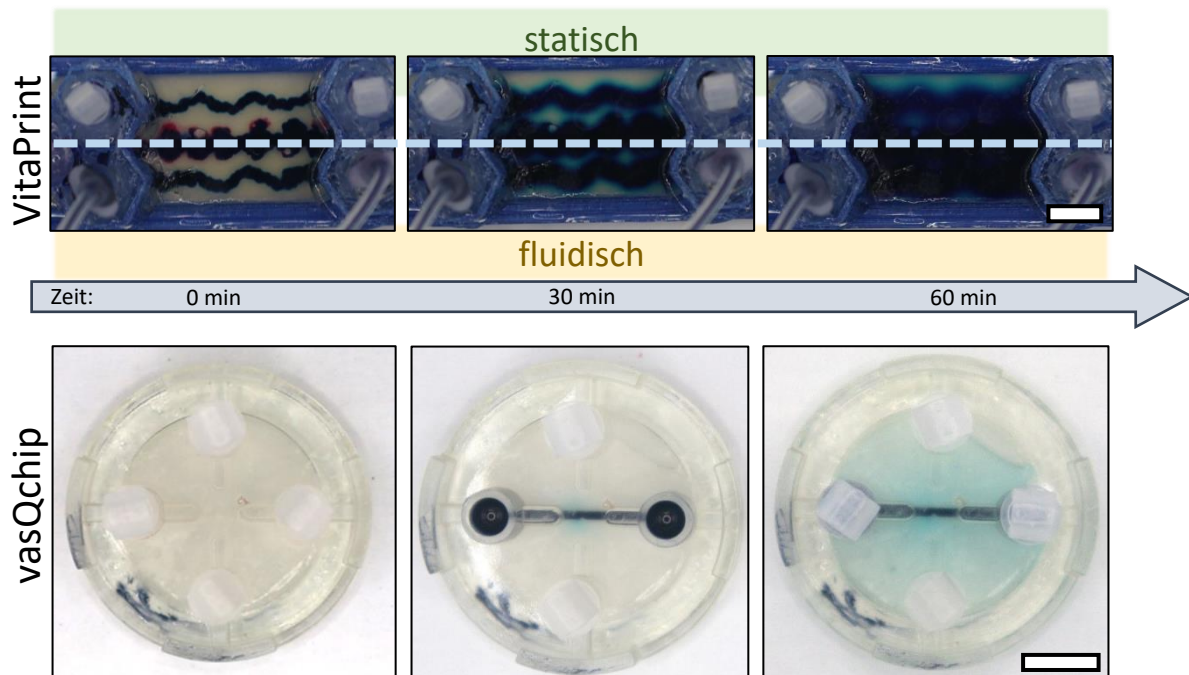 statisch
VitaPrint
fluidisch
Zeit: 0 min 30 min 60 min
vasQchip